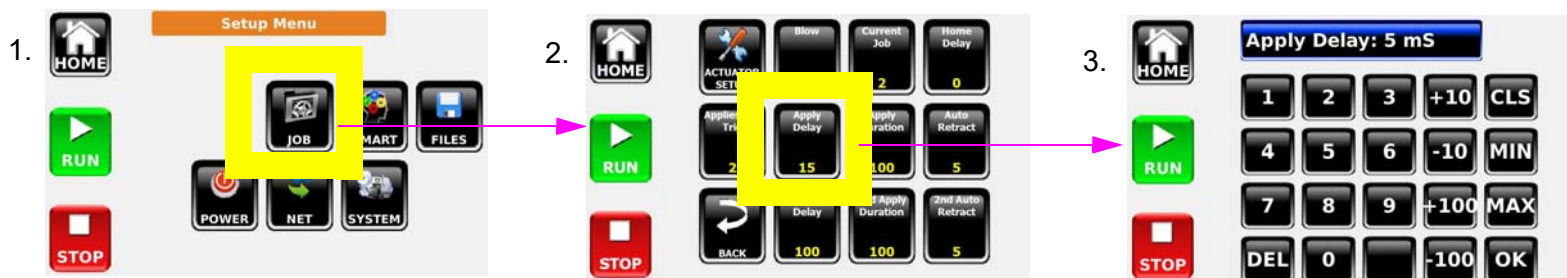 1.
Setup Menu
HOME
RUN
STOP
JOB
FILES
POWER
NET
SYSTEM
2.
HOME
RUN
STOP
ACTUATOR
Blow
Current
Job
2
Home
Delay
0
Apply
Delay
15
100
Auto
Retract
5
BACK
Delay
100
Duration
100
2nd Auto
Retract
5
3.
HOME
RUN
STOP
Apply Delay: 5 mS
1 2 3 +10 CLS
4 5 6 -10 MIN
7 8 9 +100 MAX
DEL 0 -100 OK